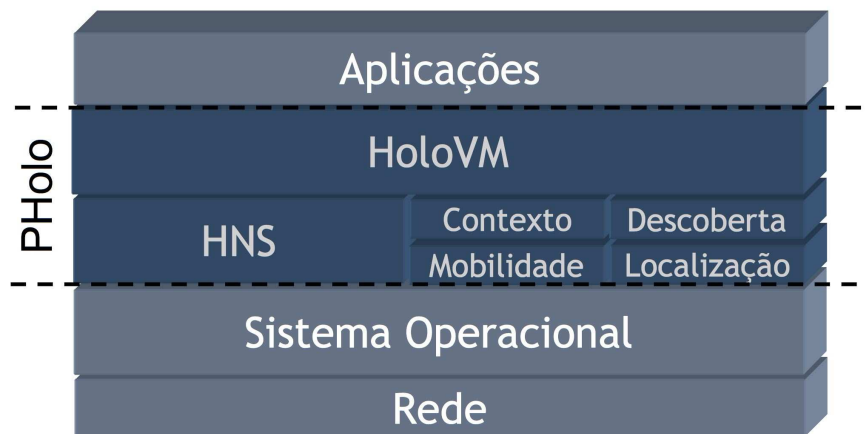 Aplicações
PHolo
HoloVM
HNS
Contexto
Descoberta
Mobilidade
Localização
Sistema Operacional
Rede